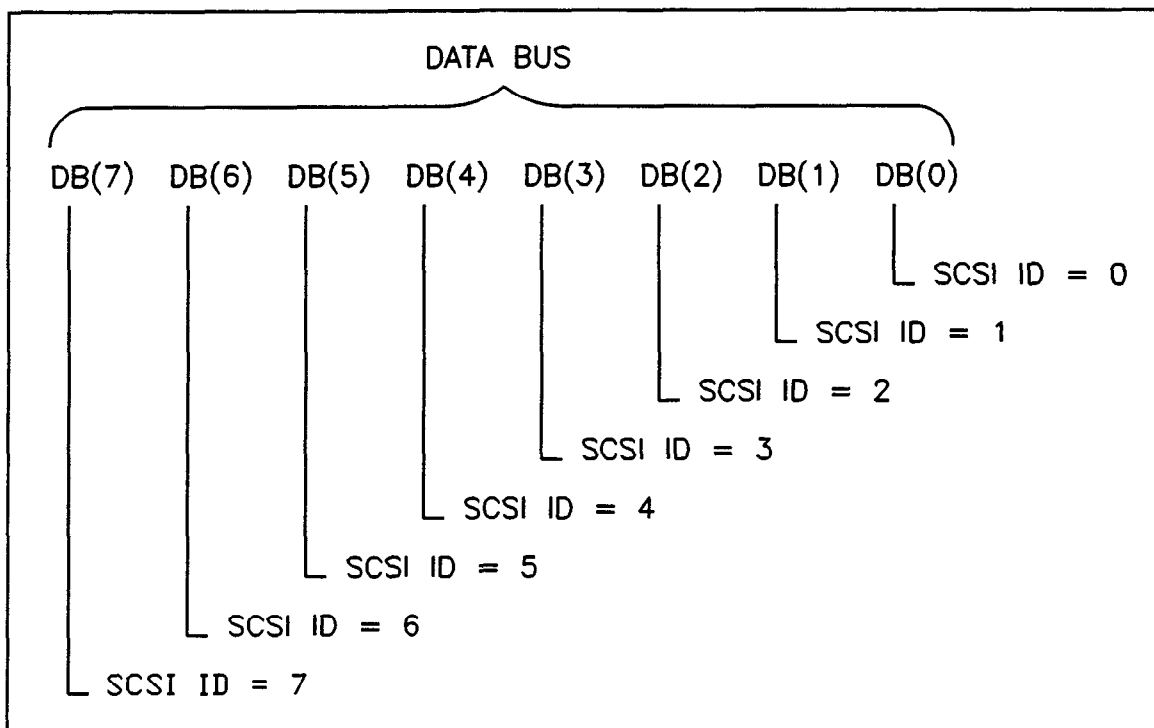 DATA BUS
DB(7) DB(6) DB(5) DB(4) DB(3) DB(2) DB(1) DB(0)
SCSI ID = 0
SCSI ID = 1
SCSI ID = 2
SCSI ID = 3
SCSI ID = 4
SCSI ID = 5
SCSI ID = 6
SCSI ID = 7